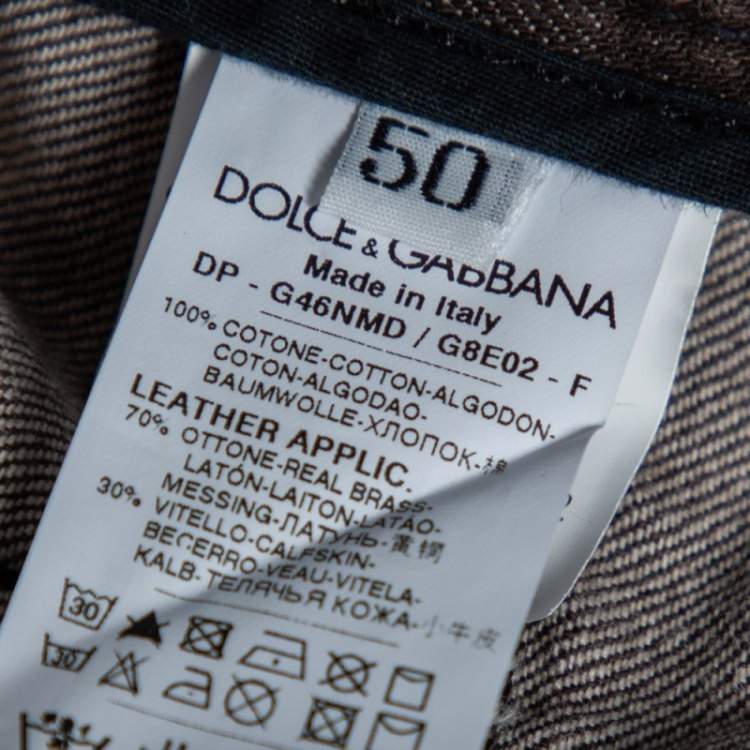 50
DOLCE & GABBANA
Made in Italy
DP - G46NMD / G8E02 - F
100% COTONE-COTTON-ALGODON-
COTON-ALGODAO-
BAUMWOLLE-ХЛОПОК-棉
LEATHER APPLIC.
70% OTTONE-REAL BRASS-
LATÓN-LAITON-LATAO-
MESSING-ЛАТУНЬ-黄铜
30% VITELLO-CALFSKIN-
BECERRO-VEAU-VITELA-
KALB-ТЕЛЯЧЬЯ КОЖА-小牛皮
30
30